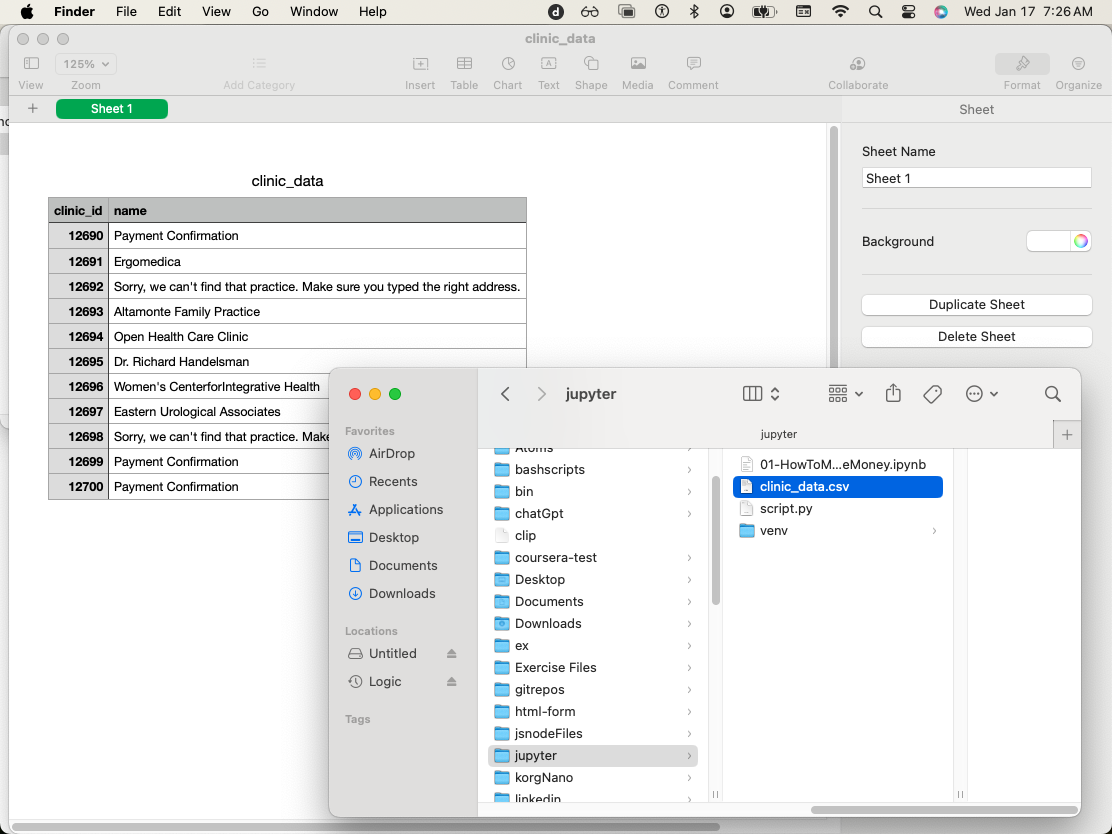 Finder File Edit View Go Window Help Wed Jan 17 7:26 AM
clinic_data
125%
View Zoom Add Category Insert Table Chart Text Shape Media Comment Collaborate Format Organize
Sheet 1
Sheet
Sheet Name
Sheet 1
Background
Duplicate Sheet
Delete Sheet
clinic_data
clinic_id name
12690 Payment Confirmation
12691 Ergomedica
12692 Sorry, we can't find that practice. Make sure you typed the right address.
12693 Altamonte Family Practice
12694 Open Health Care Clinic
12695 Dr. Richard Handelsman
12696 Women's CenterforIntegrative Health
12697 Eastern Urological Associates
12698 Sorry, we can't find that practice. Make
12699 Payment Confirmation
12700 Payment Confirmation
jupyter
jupyter
Favorites
AirDrop
Recents
Applications
Desktop
Documents
Downloads
Locations
Untitled
Logic
Tags
Atoms
bashscripts
bin
chatGpt
clip
coursera-test
Desktop
Documents
Downloads
ex
Exercise Files
gitrepos
html-form
jsnodeFiles
jupyter
korgNano
linkedin
01-HowToM...eMoney.ipynb
clinic_data.csv
script.py
venv